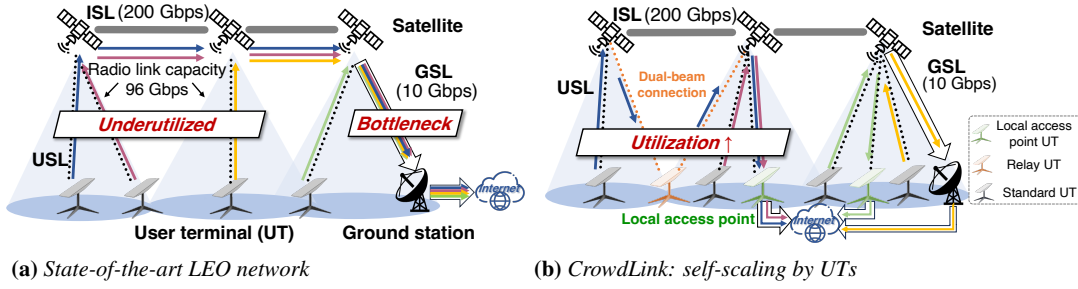 ISL (200 Gbps)
Satellite
Radio link capacity
96 Gbps
GSL
(10 Gbps)
Underutilized
Bottleneck
USL
Internet
User terminal (UT)
Ground station
(a) State-of-the-art LEO network
ISL (200 Gbps)
Satellite
USL
Dual-beam
connection
GSL
(10 Gbps)
Utilization ↑
Local access
point UT
Relay UT
Standard UT
Local access point
Internet
(b) CrowdLink: self-scaling by UTs